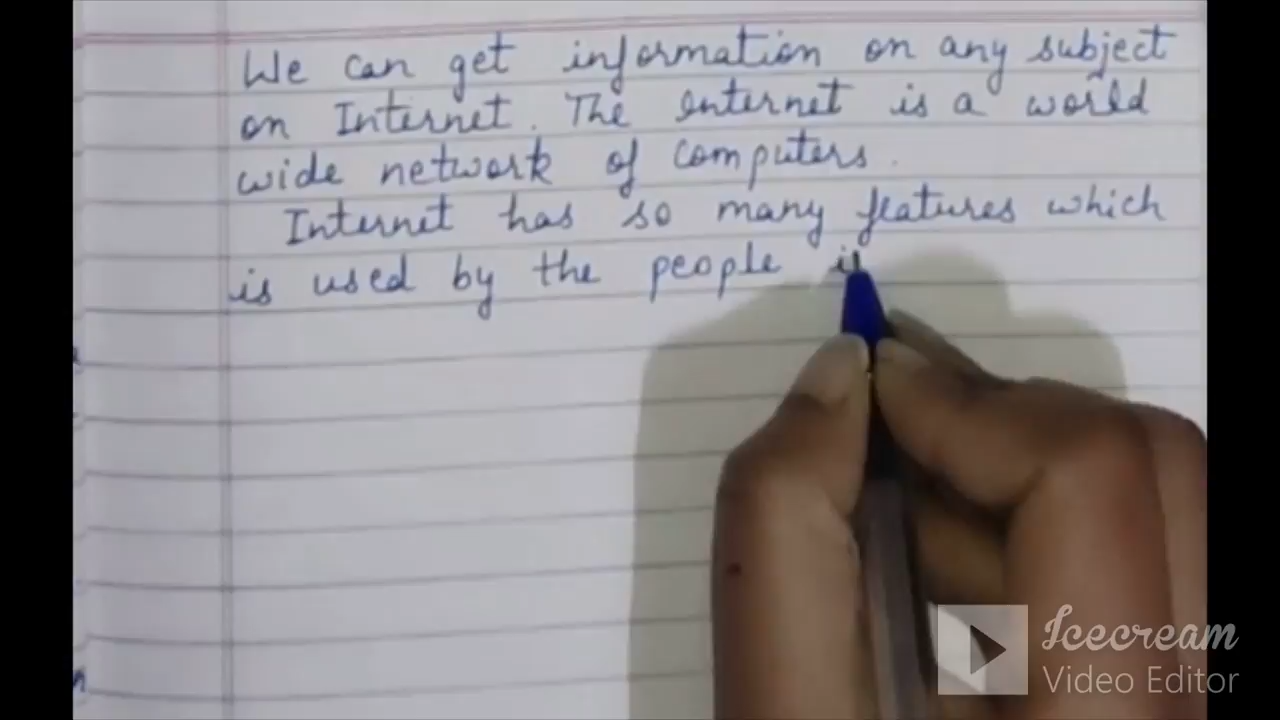 We can get information on any subject
on Internet. The Internet is a world
wide network of computers.
Internet has so many features which
is used by the people
Icecream
Video Editor